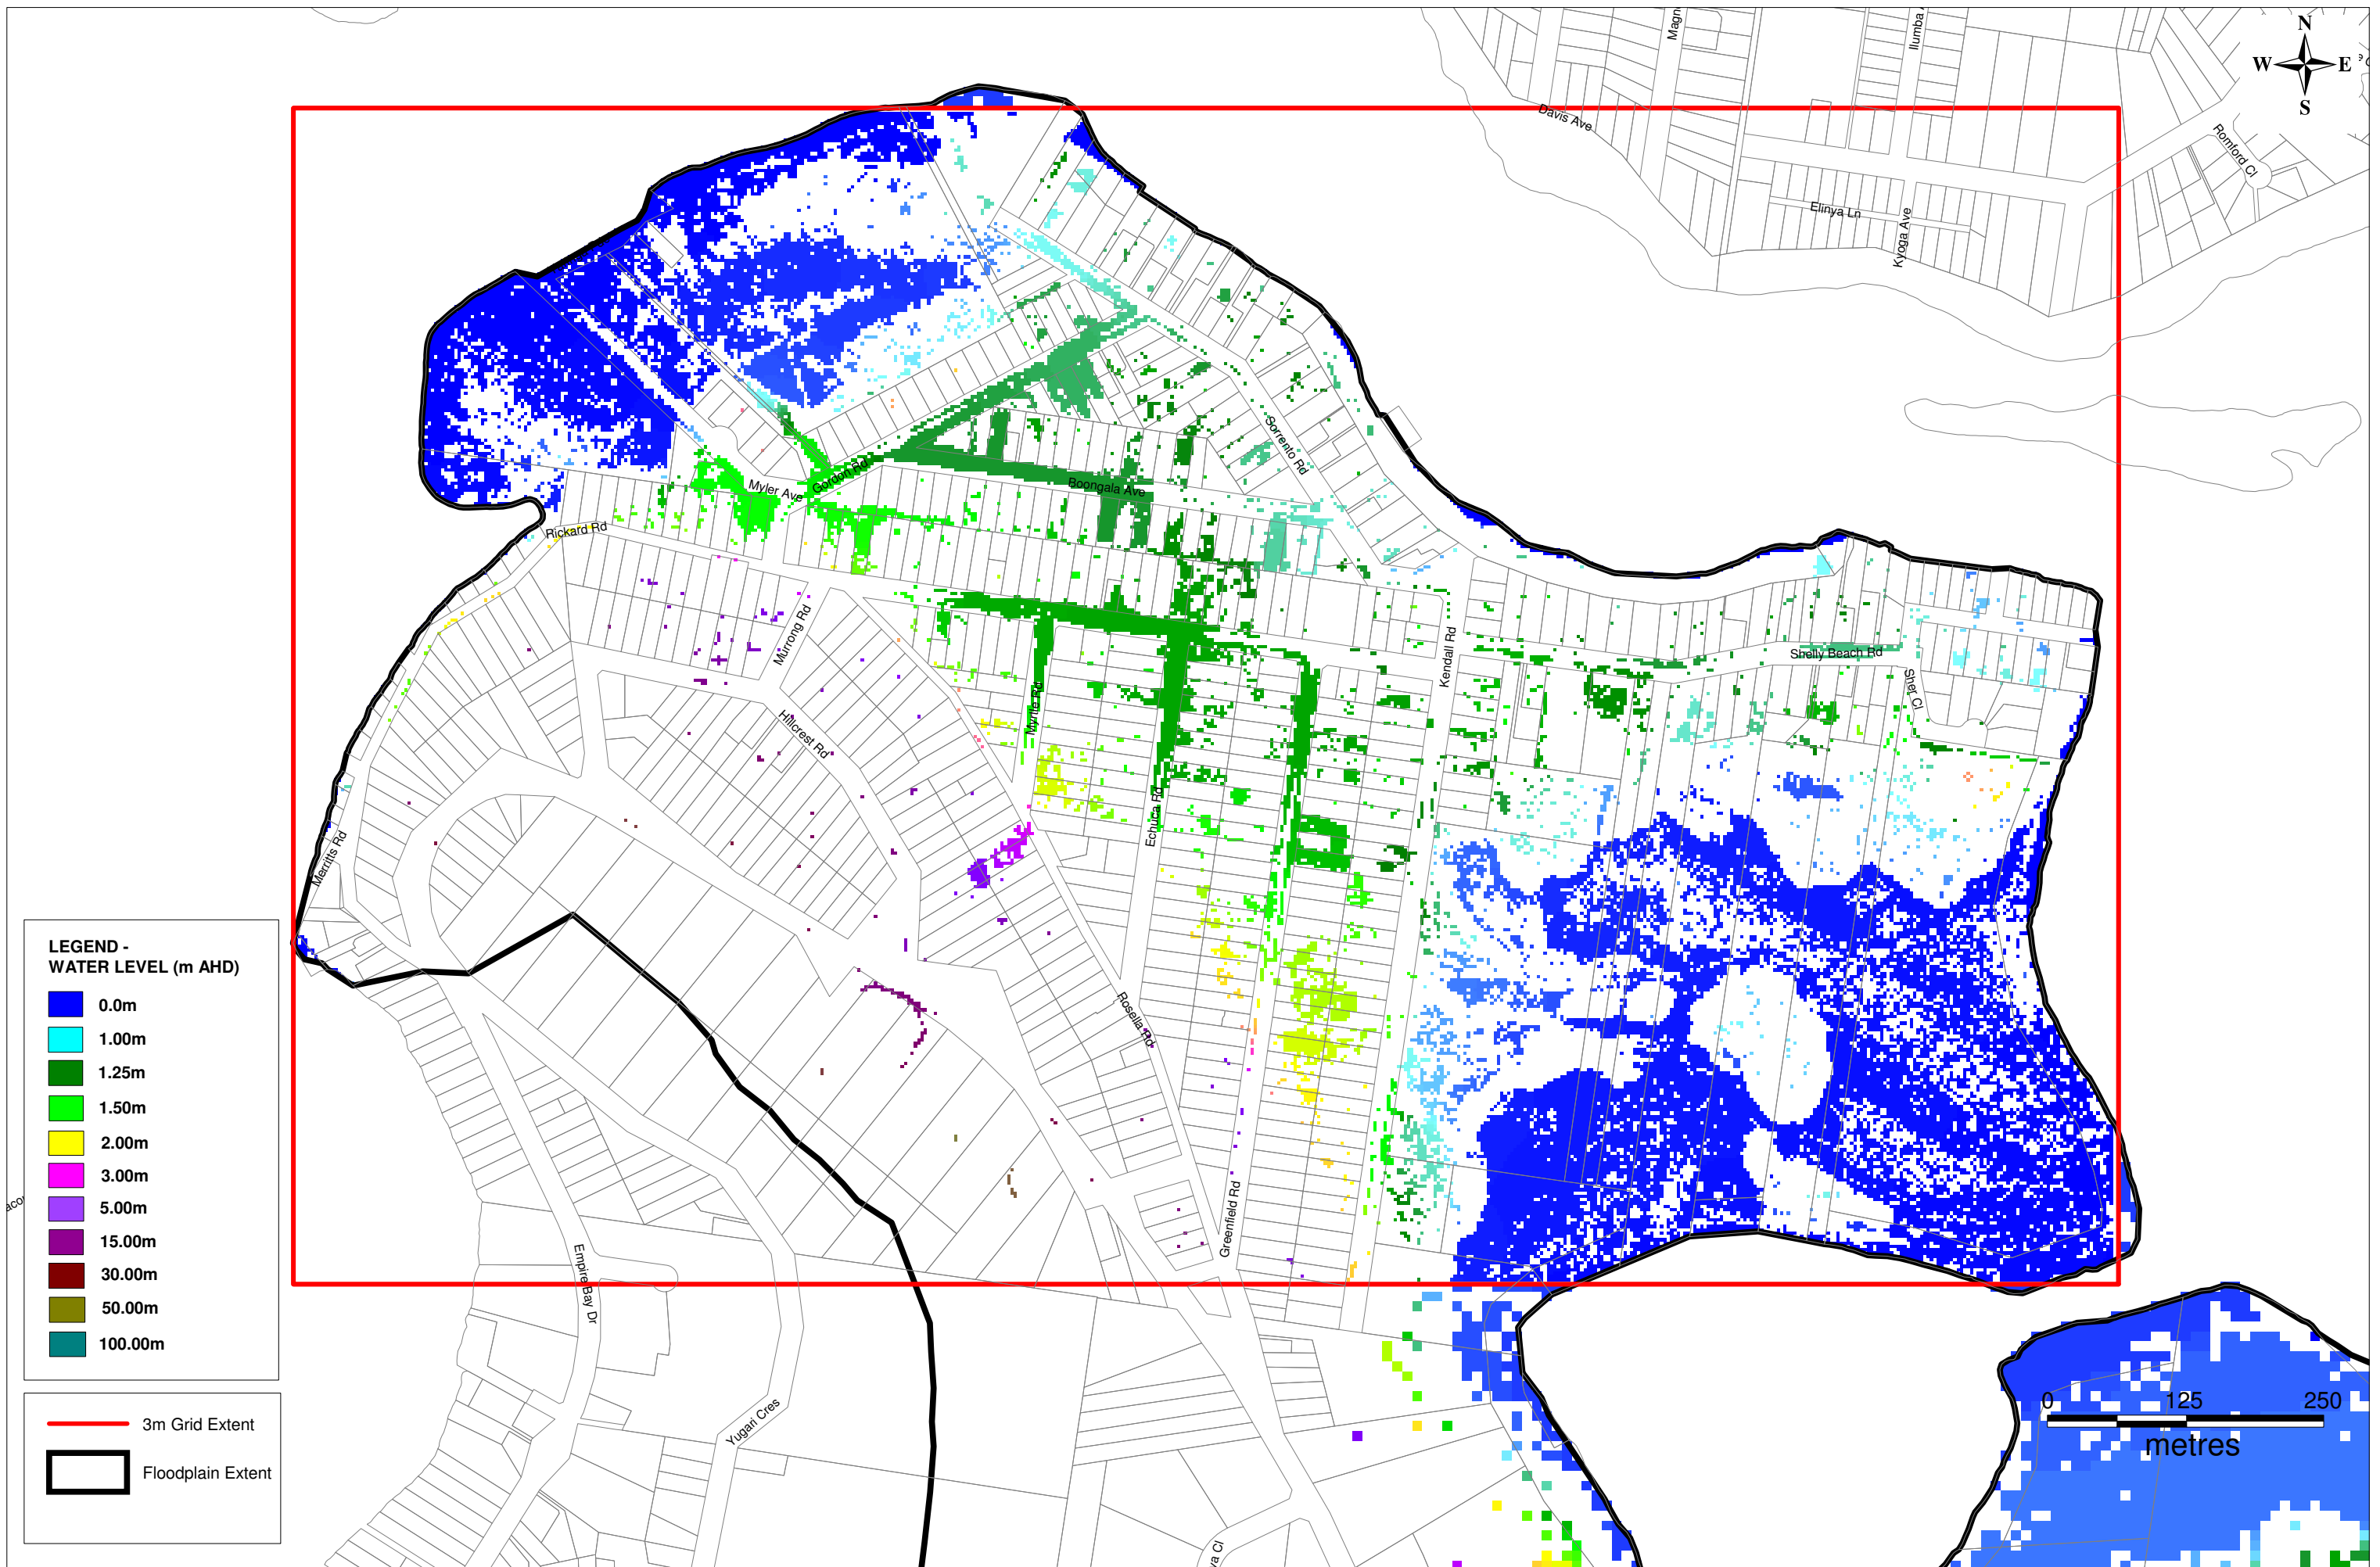 N
W E
S
Davis Ave
Romford Cl
Elinya Ln
Kyoga Ave
Sorrento Rd
Gordon Rd
Myler Ave
Boongala Ave
Rickard Rd
Murrong Rd
Kendall Rd
Shelly Beach Rd
Sher Cl
Myrtle Rd
Hillcrest Rd
Echuca Rd
Merritts Rd
Rosella Rd
Greenfield Rd
Empire Bay Dr
Yugari Cres
LEGEND -
WATER LEVEL (m AHD)
0.0m
1.00m
1.25m
1.50m
2.00m
3.00m
5.00m
15.00m
30.00m
50.00m
100.00m
3m Grid Extent
Floodplain Extent
0 125 250
metres